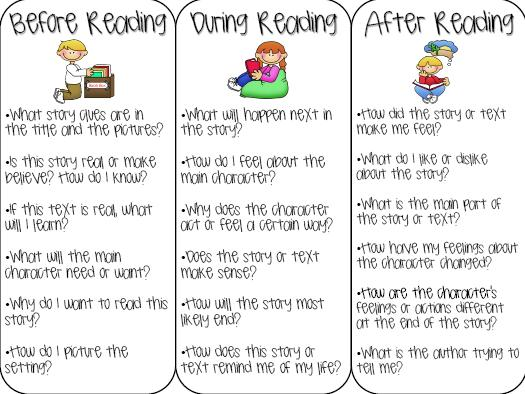 Before Reading
•What story clues are in
the title and the pictures?
•Is this story real or make
believe? How do I know?
•If this text is real, what
will I learn?
•What will the main
character need or want?
•Why do I want to read this
story?
•How do I picture the
setting?
During Reading
•What will happen next in
the story?
•How do I feel about the
main character?
•Why does the character
act or feel a certain way?
•Does the story or text
make sense?
•How will the story most
likely end?
•How does this story or
text remind me of my life?
After Reading
•How did the story or text
make me feel?
•What do I like or dislike
about the story?
•What is the main part of
the story or text?
•How have my feelings about
the character changed?
•How are the character's
feelings or actions different
at the end of the story?
•What is the author trying to
tell me?